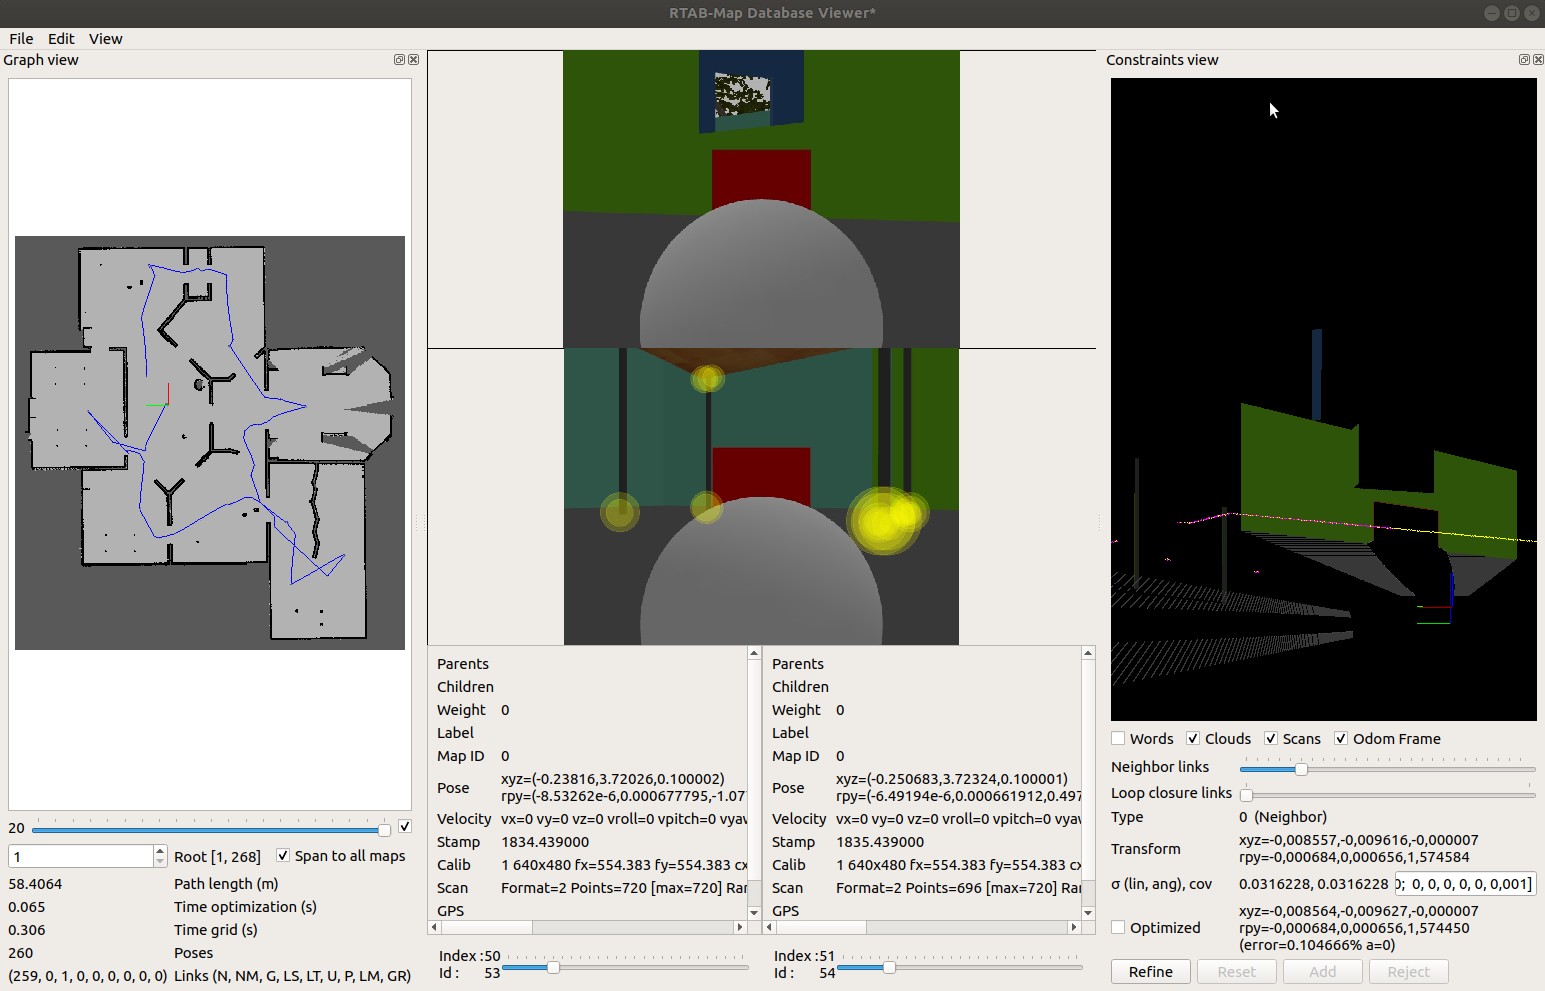 RTAB-Map Database Viewer*
File Edit View
Graph view
Constraints view
20
1
Root [1, 268]
Span to all maps
58.4064 Path length (m)
0.065 Time optimization (s)
0.306 Time grid (s)
260 Poses
(259, 0, 1, 0, 0, 0, 0, 0, 0) Links (N, NM, G, LS, LT, U, P, LM, GR)
Parents
Children
Weight 0
Label
Map ID 0
Pose xyz=(-0.23816,3.72026,0.100002)
rpy=(-8.53262e-6,0.000677795,-1.07
Velocity vx=0 vy=0 vz=0 vroll=0 vpitch=0 vyaw
Stamp 1834.439000
Calib 1 640x480 fx=554.383 fy=554.383 cx
Scan Format=2 Points=720 [max=720] Ran
GPS
Index :50
Id : 53
Parents
Children
Weight 0
Label
Map ID 0
Pose xyz=(-0.250683,3.72324,0.100001)
rpy=(-6.49194e-6,0.000661912,0.497
Velocity vx=0 vy=0 vz=0 vroll=0 vpitch=0 vyaw
Stamp 1835.439000
Calib 1 640x480 fx=554.383 fy=554.383 cx
Scan Format=2 Points=696 [max=720] Ran
GPS
Index :51
Id : 54
Words Clouds Scans Odom Frame
Neighbor links
Loop closure links
Type 0 (Neighbor)
Transform xyz=-0,008557,-0,009616,-0,000007
rpy=-0,000684,0,000656,1,574584
σ (lin, ang), cov 0.0316228, 0.0316228 0; 0, 0, 0, 0, 0, 0,001]
Optimized xyz=-0,008564,-0,009627,-0,000007
rpy=-0,000684,0,000656,1,574450
(error=0.104666% a=0)
Refine Reset Add Reject